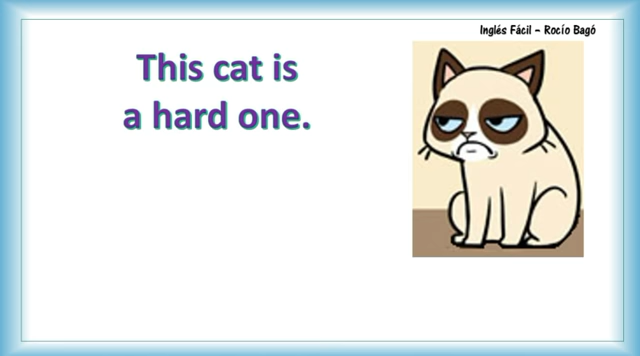 Inglés Fácil – Rocío Bagó
This cat is
a hard one.